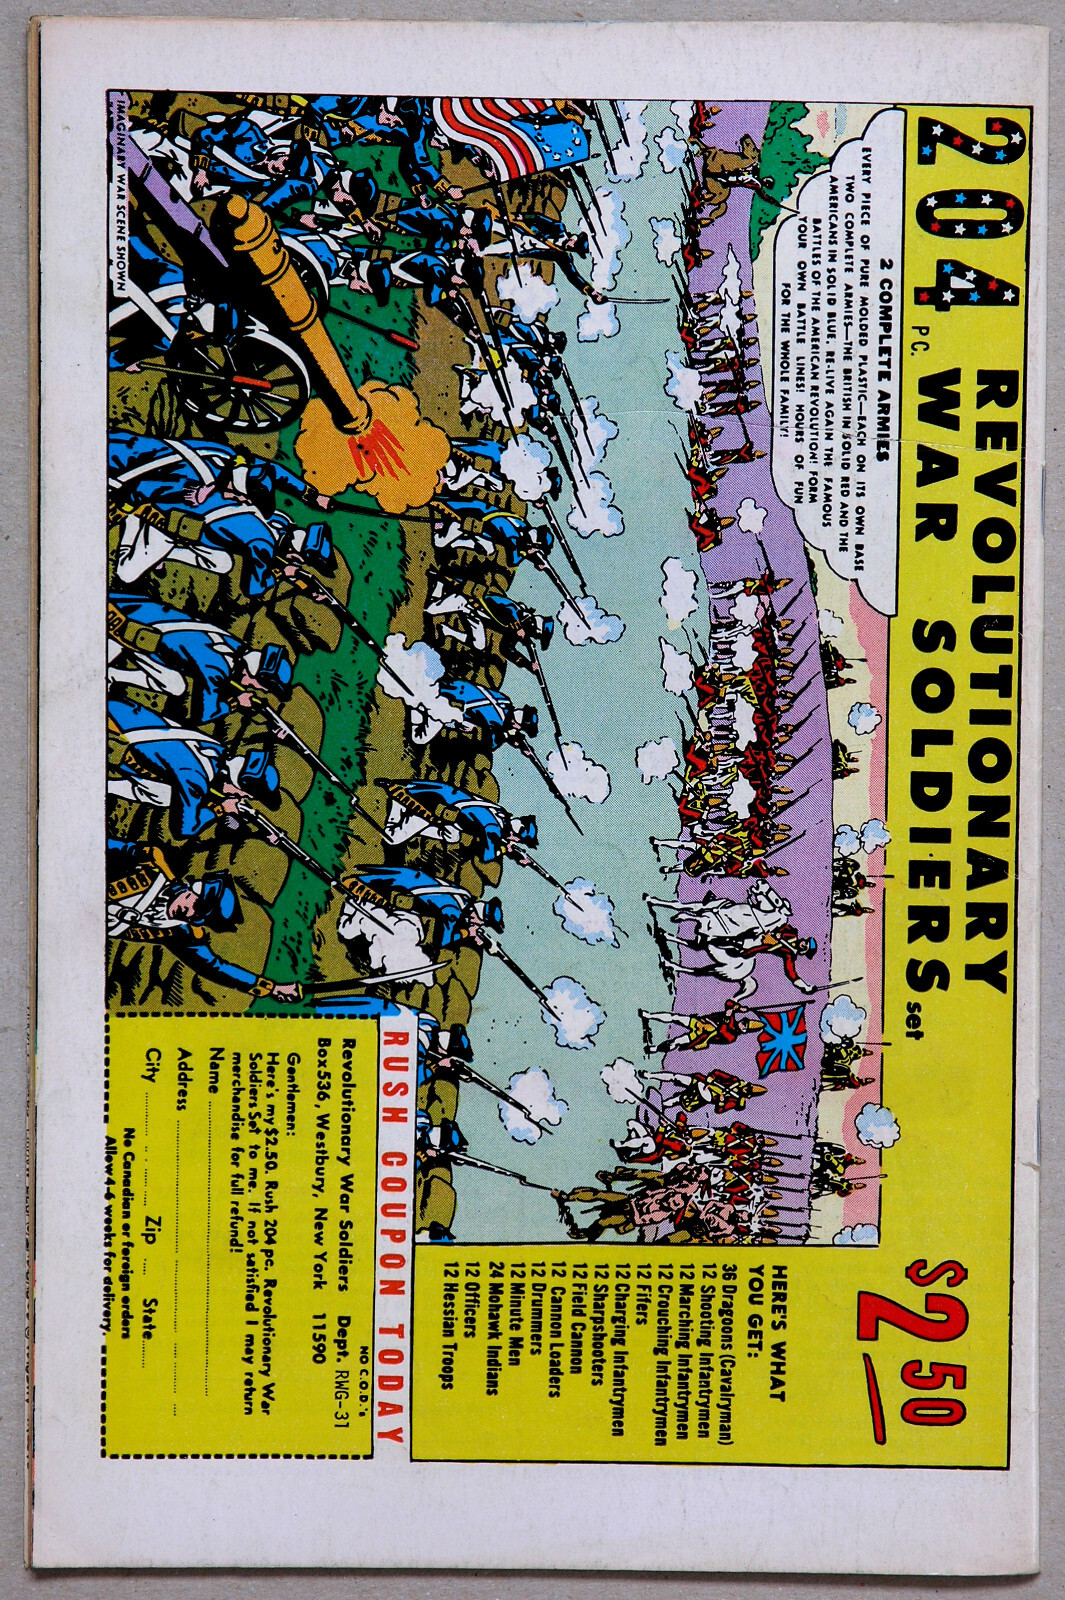 204 PC. REVOLUTIONARY
WAR SOLDIERS set
$2.50
2 COMPLETE ARMIES
EVERY PIECE OF PURE MOLDED PLASTIC—EACH ON ITS OWN BASE
TWO COMPLETE ARMIES—THE BRITISH IN SOLID RED AND THE
AMERICANS IN SOLID BLUE, RE-LIVE AGAIN THE FAMOUS
BATTLES OF THE AMERICAN REVOLUTION! FORM
YOUR OWN BATTLE LINES! HOURS OF FUN
FOR THE WHOLE FAMILY!
HERE'S WHAT
YOU GET:
36 Dragoons (Cavalryman)
12 Shooting Infantrymen
12 Marching Infantrymen
12 Crouching Infantrymen
12 Fifers
12 Charging Infantrymen
12 Sharpshooters
12 Field Cannon
12 Cannon Loaders
12 Drummers
12 Minute Men
24 Mohawk Indians
12 Officers
12 Hessian Troops
IMAGINARY WAR SCENE SHOWN
RUSH COUPON TODAY
NO C.O.D.'s
Revolutionary War Soldiers Dept. RWG-31
Box 536, Westbury, New York 11590
Gentlemen:
Here's my $2.50. Rush 204 pc. Revolutionary War
Soldiers Set to me. If not satisfied I may return
merchandise for full refund!
Name
Address
City Zip State
No Canadian or foreign orders
Allow 4-6 weeks for delivery.